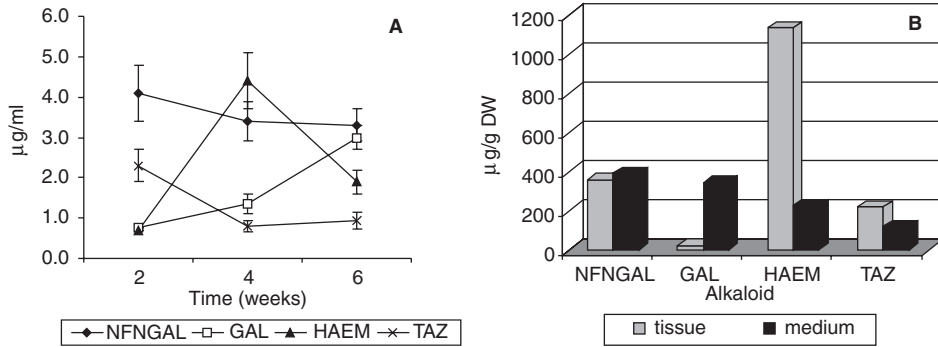 A
6.0
5.0
4.0
3.0
2.0
1.0
0.0
µg/ml
2 4 6
Time (weeks)
NFNGAL GAL HAEM TAZ
B
1200
1000
800
600
400
200
0
µg/g DW
NFNGAL GAL HAEM TAZ
Alkaloid
tissue medium